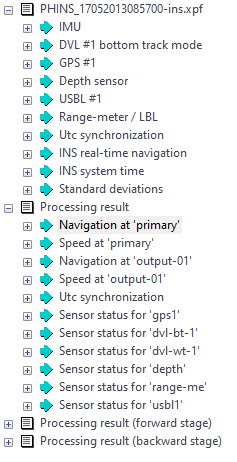 PHINS_17052013085700-ins.xpf
IMU
DVL #1 bottom track mode
GPS #1
Depth sensor
USBL #1
Range-meter / LBL
Utc synchronization
INS real-time navigation
INS system time
Standard deviations
Processing result
Navigation at 'primary'
Speed at 'primary'
Navigation at 'output-01'
Speed at 'output-01'
Utc synchronization
Sensor status for 'gps1'
Sensor status for 'dvl-bt-1'
Sensor status for 'dvl-wt-1'
Sensor status for 'depth'
Sensor status for 'range-me'
Sensor status for 'usbl1'
Processing result (forward stage)
Processing result (backward stage)